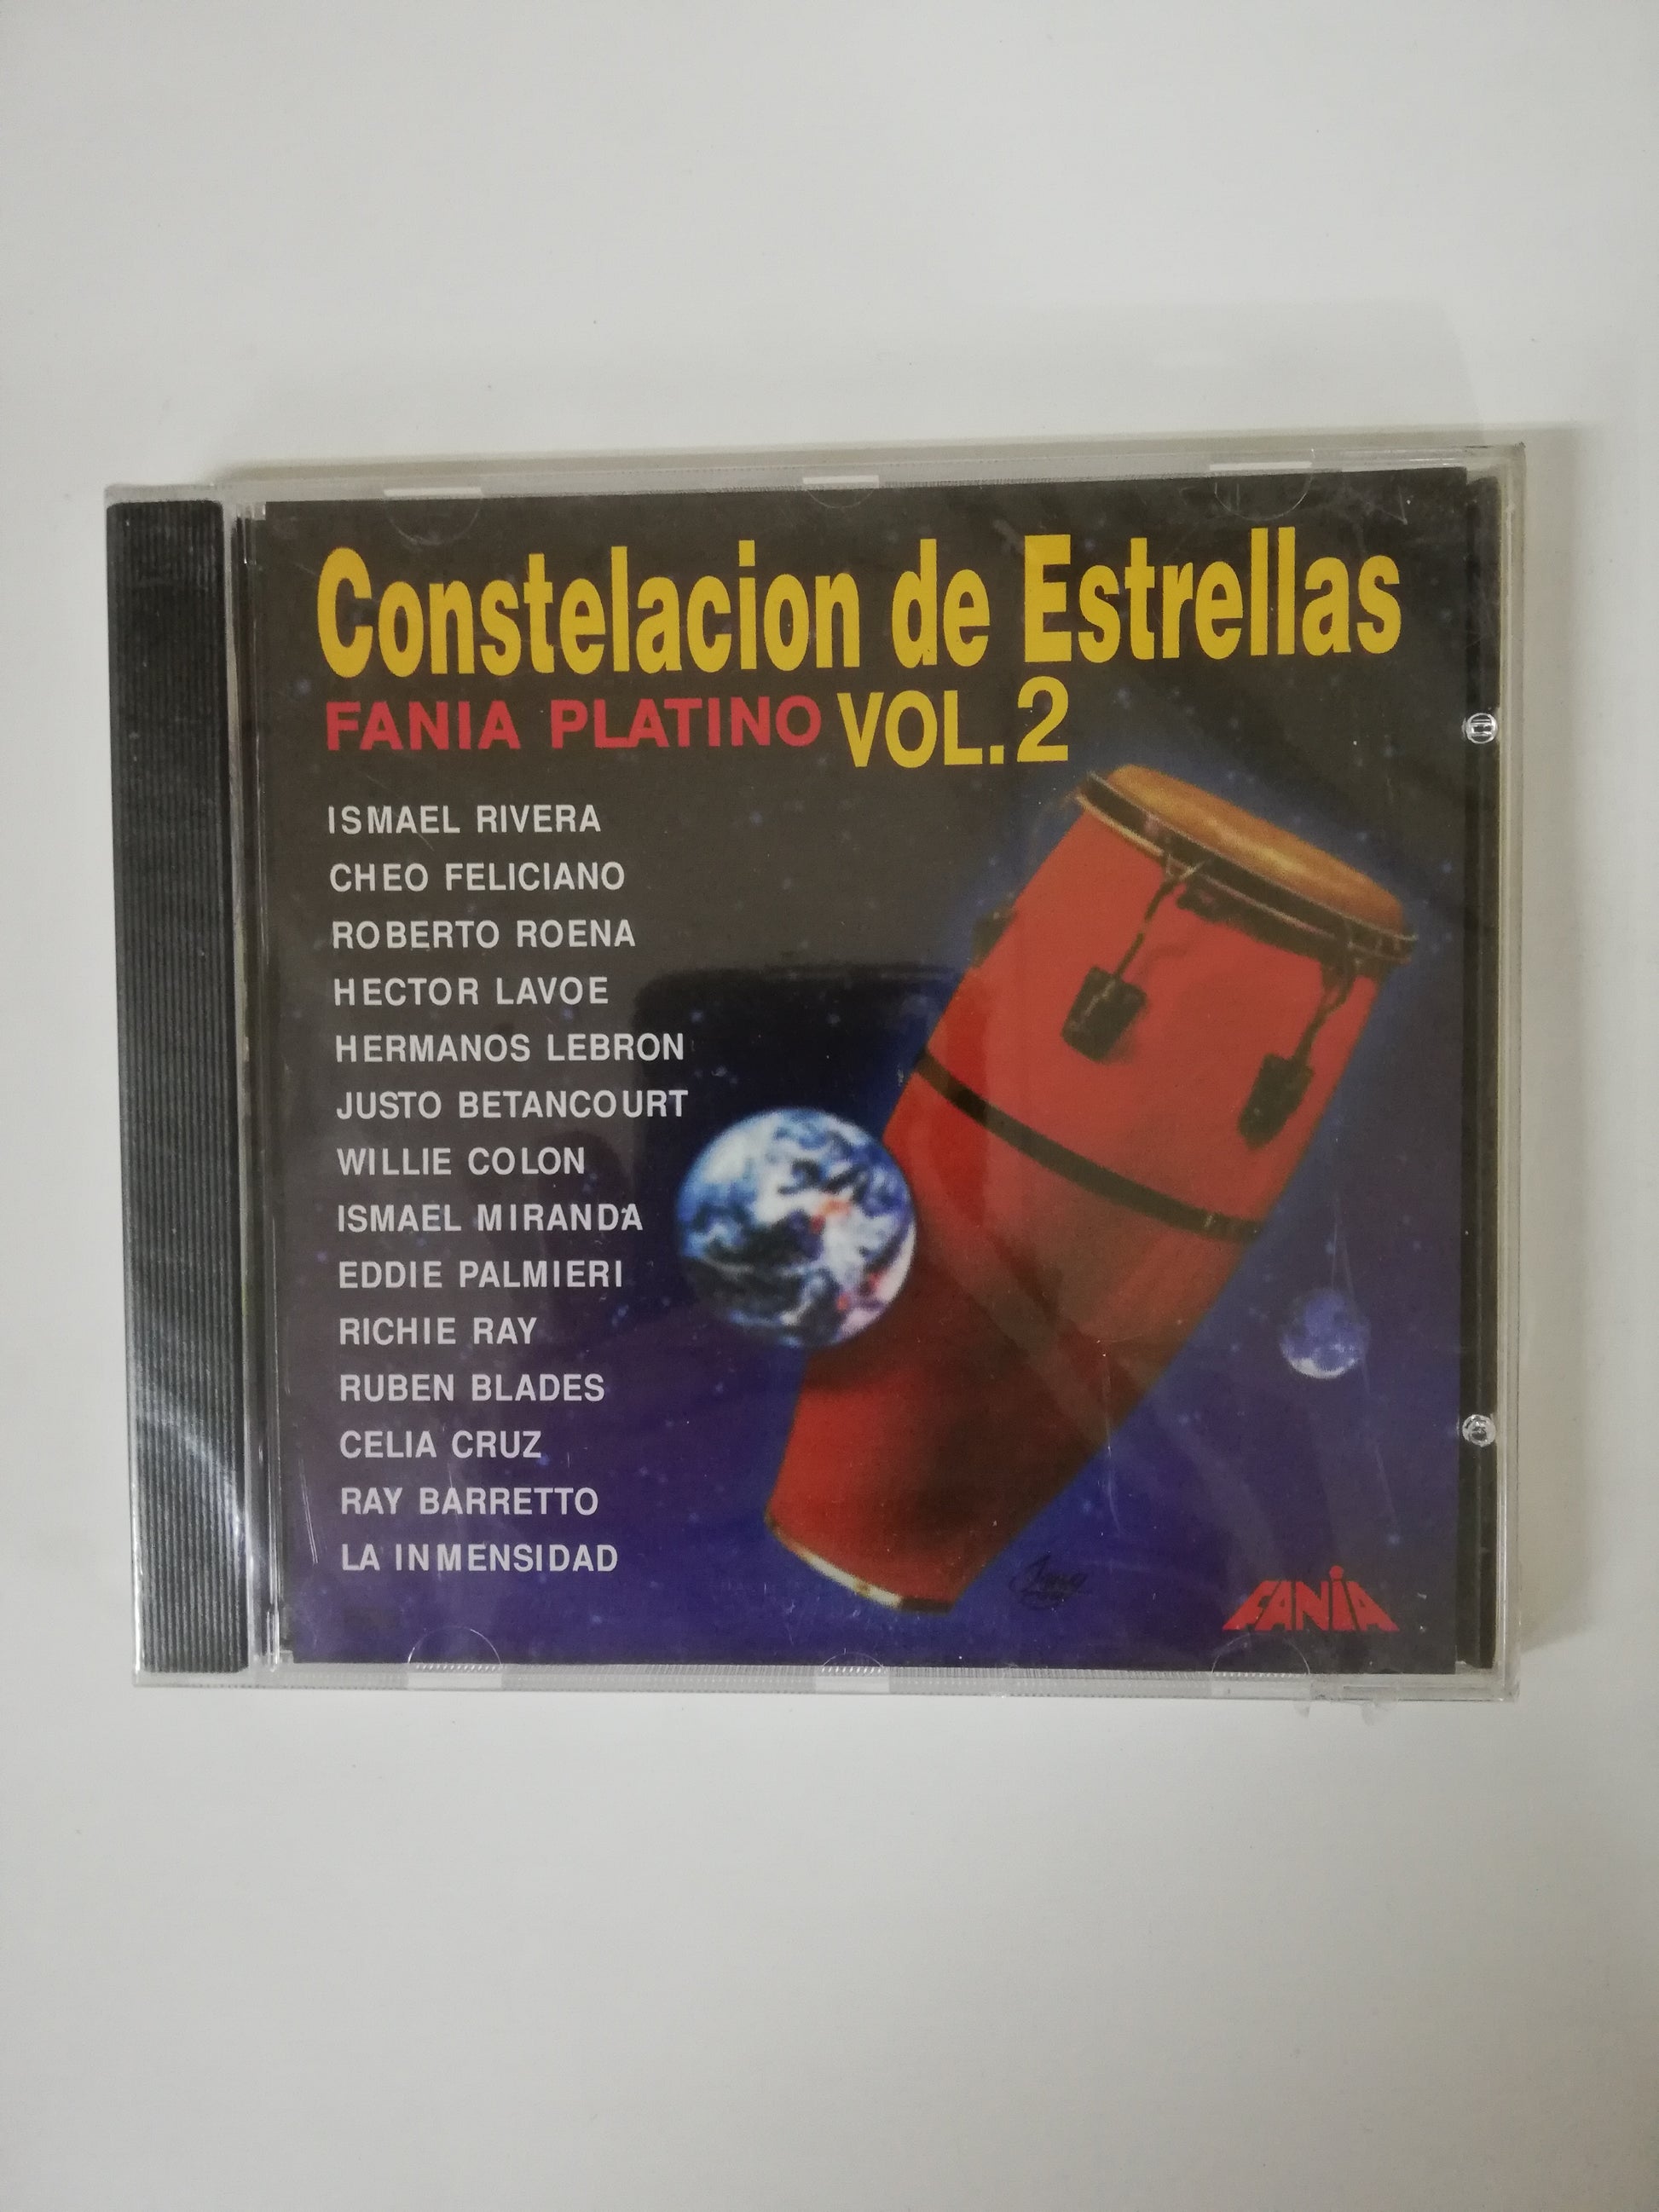 Constelacion de Estrellas
FANIA PLATINO VOL.2
ISMAEL RIVERA
CHEO FELICIANO
ROBERTO ROENA
HECTOR LAVOE
HERMANOS LEBRON
JUSTO BETANCOURT
WILLIE COLON
ISMAEL MIRANDA
EDDIE PALMIERI
RICHIE RAY
RUBEN BLADES
CELIA CRUZ
RAY BARRETTO
LA INMENSIDAD
FANIA